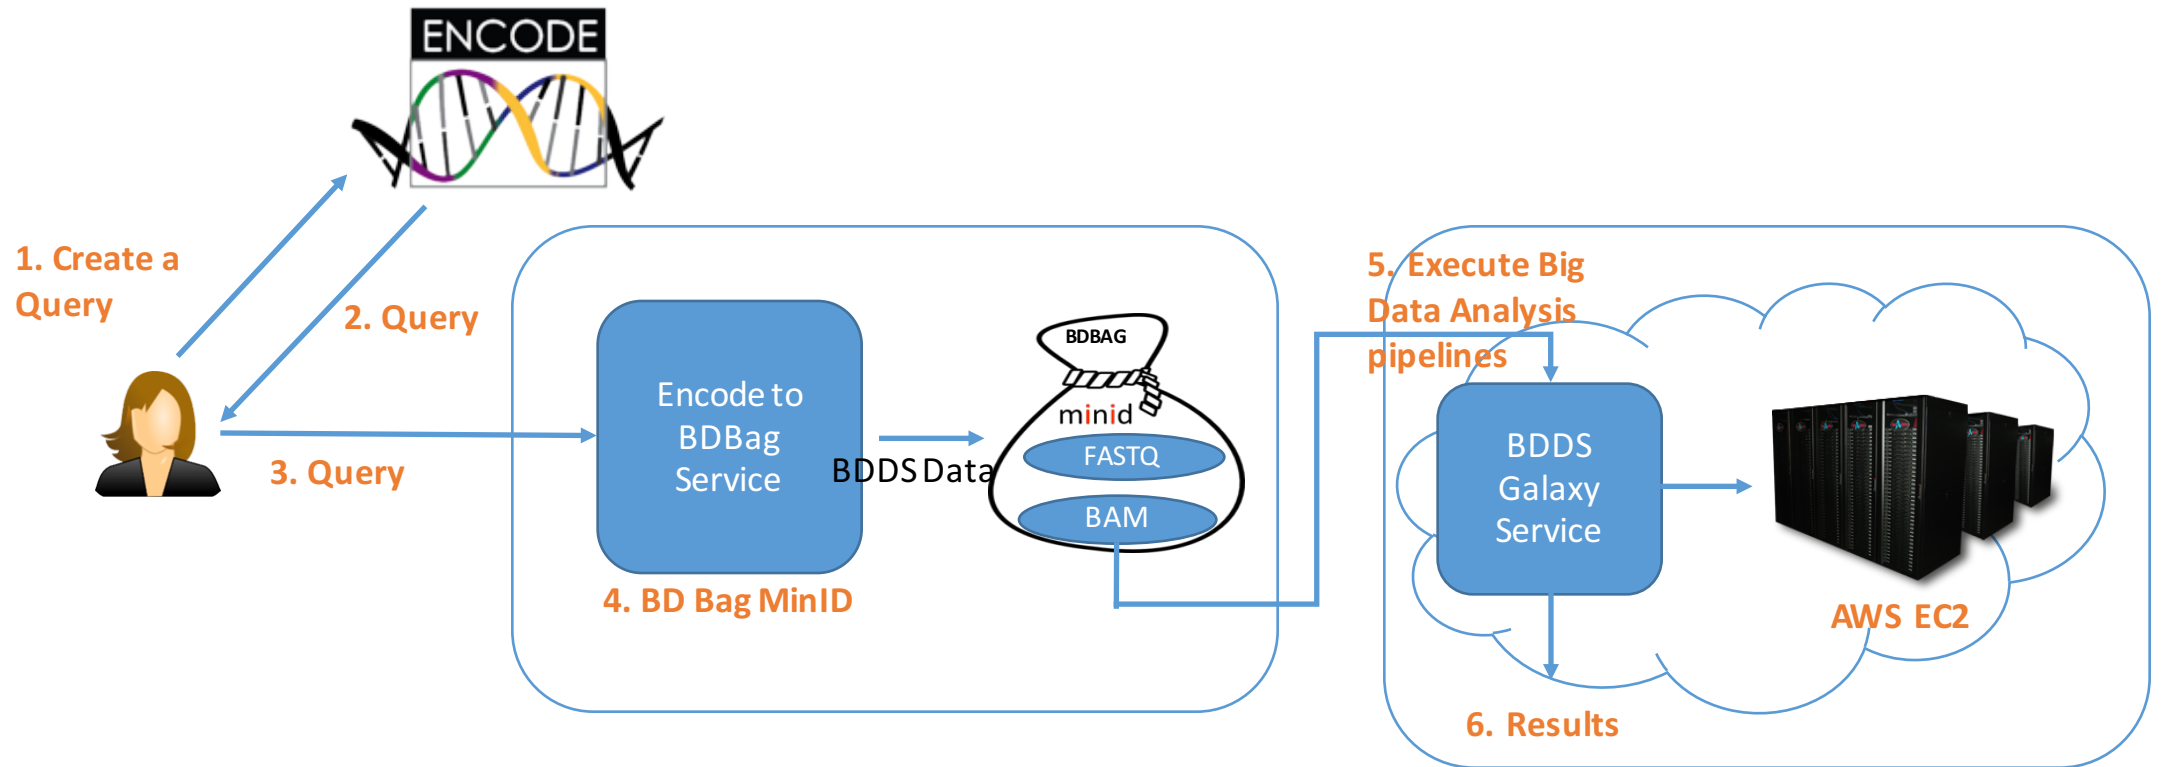 ENCODE
1. Create a
Query
2. Query
3. Query
Encode to
BDBag
Service
4. BD Bag MinID
BDDS Data
BDBAG
minid
FASTQ
BAM
5. Execute Big
Data Analysis
pipelines
BDDS
Galaxy
Service
AWS EC2
6. Results